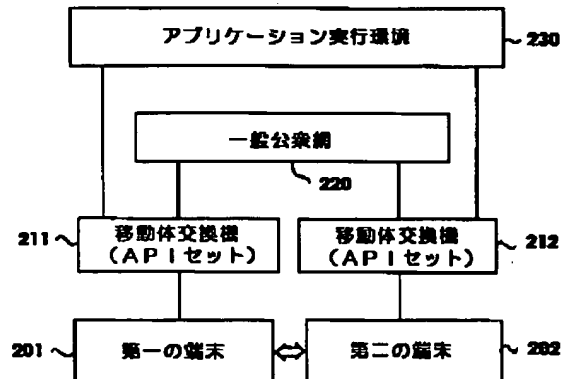 アプリケーション実行環境
230
一般公衆網
220
211
移動体交換機
(APIセット)
移動体交換機
(APIセット)
212
201
第一の端末
第二の端末
202